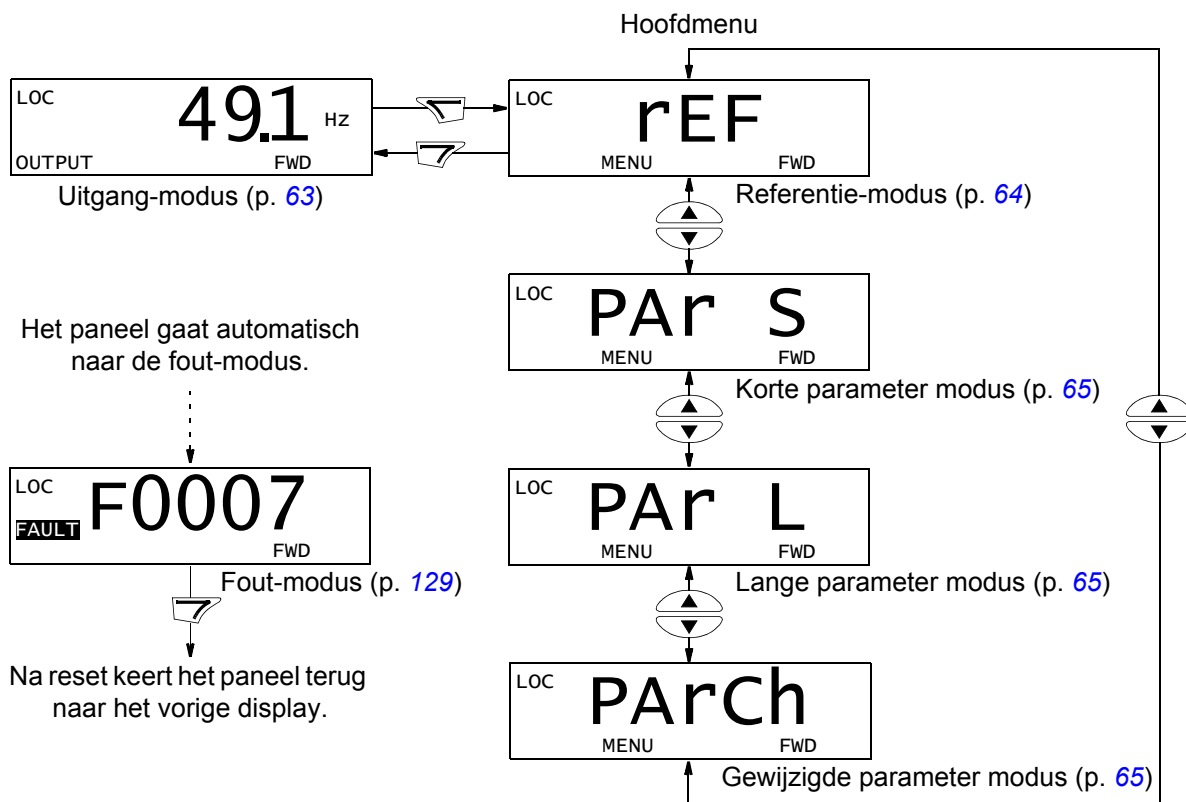 Hoofdmenu
LOC
49.1 Hz
OUTPUT FWD
Uitgang-modus (p. 63)
LOC
rEF
MENU FWD
Referentie-modus (p. 64)
LOC
PAr S
MENU FWD
Korte parameter modus (p. 65)
Het paneel gaat automatisch
naar de fout-modus.
LOC
F0007
FAULT
FWD
Fout-modus (p. 129)
Na reset keert het paneel terug
naar het vorige display.
LOC
PAr L
MENU FWD
Lange parameter modus (p. 65)
LOC
PArCh
MENU FWD
Gewijzigde parameter modus (p. 65)